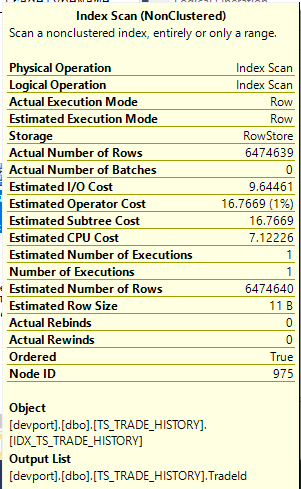 Index Scan (NonClustered)
Scan a nonclustered index, entirely or only a range.
Physical Operation Index Scan
Logical Operation Index Scan
Actual Execution Mode Row
Estimated Execution Mode Row
Storage RowStore
Actual Number of Rows 6474639
Actual Number of Batches 0
Estimated I/O Cost 9.64461
Estimated Operator Cost 16.7669 (1%)
Estimated Subtree Cost 16.7669
Estimated CPU Cost 7.12226
Estimated Number of Executions 1
Number of Executions 1
Estimated Number of Rows 6474640
Estimated Row Size 11 B
Actual Rebinds 0
Actual Rewinds 0
Ordered True
Node ID 975
Object
[devport].[dbo].[TS_TRADE_HISTORY].
[IDX_TS_TRADE_HISTORY]
Output List
[devport].[dbo].[TS_TRADE_HISTORY].TradeId